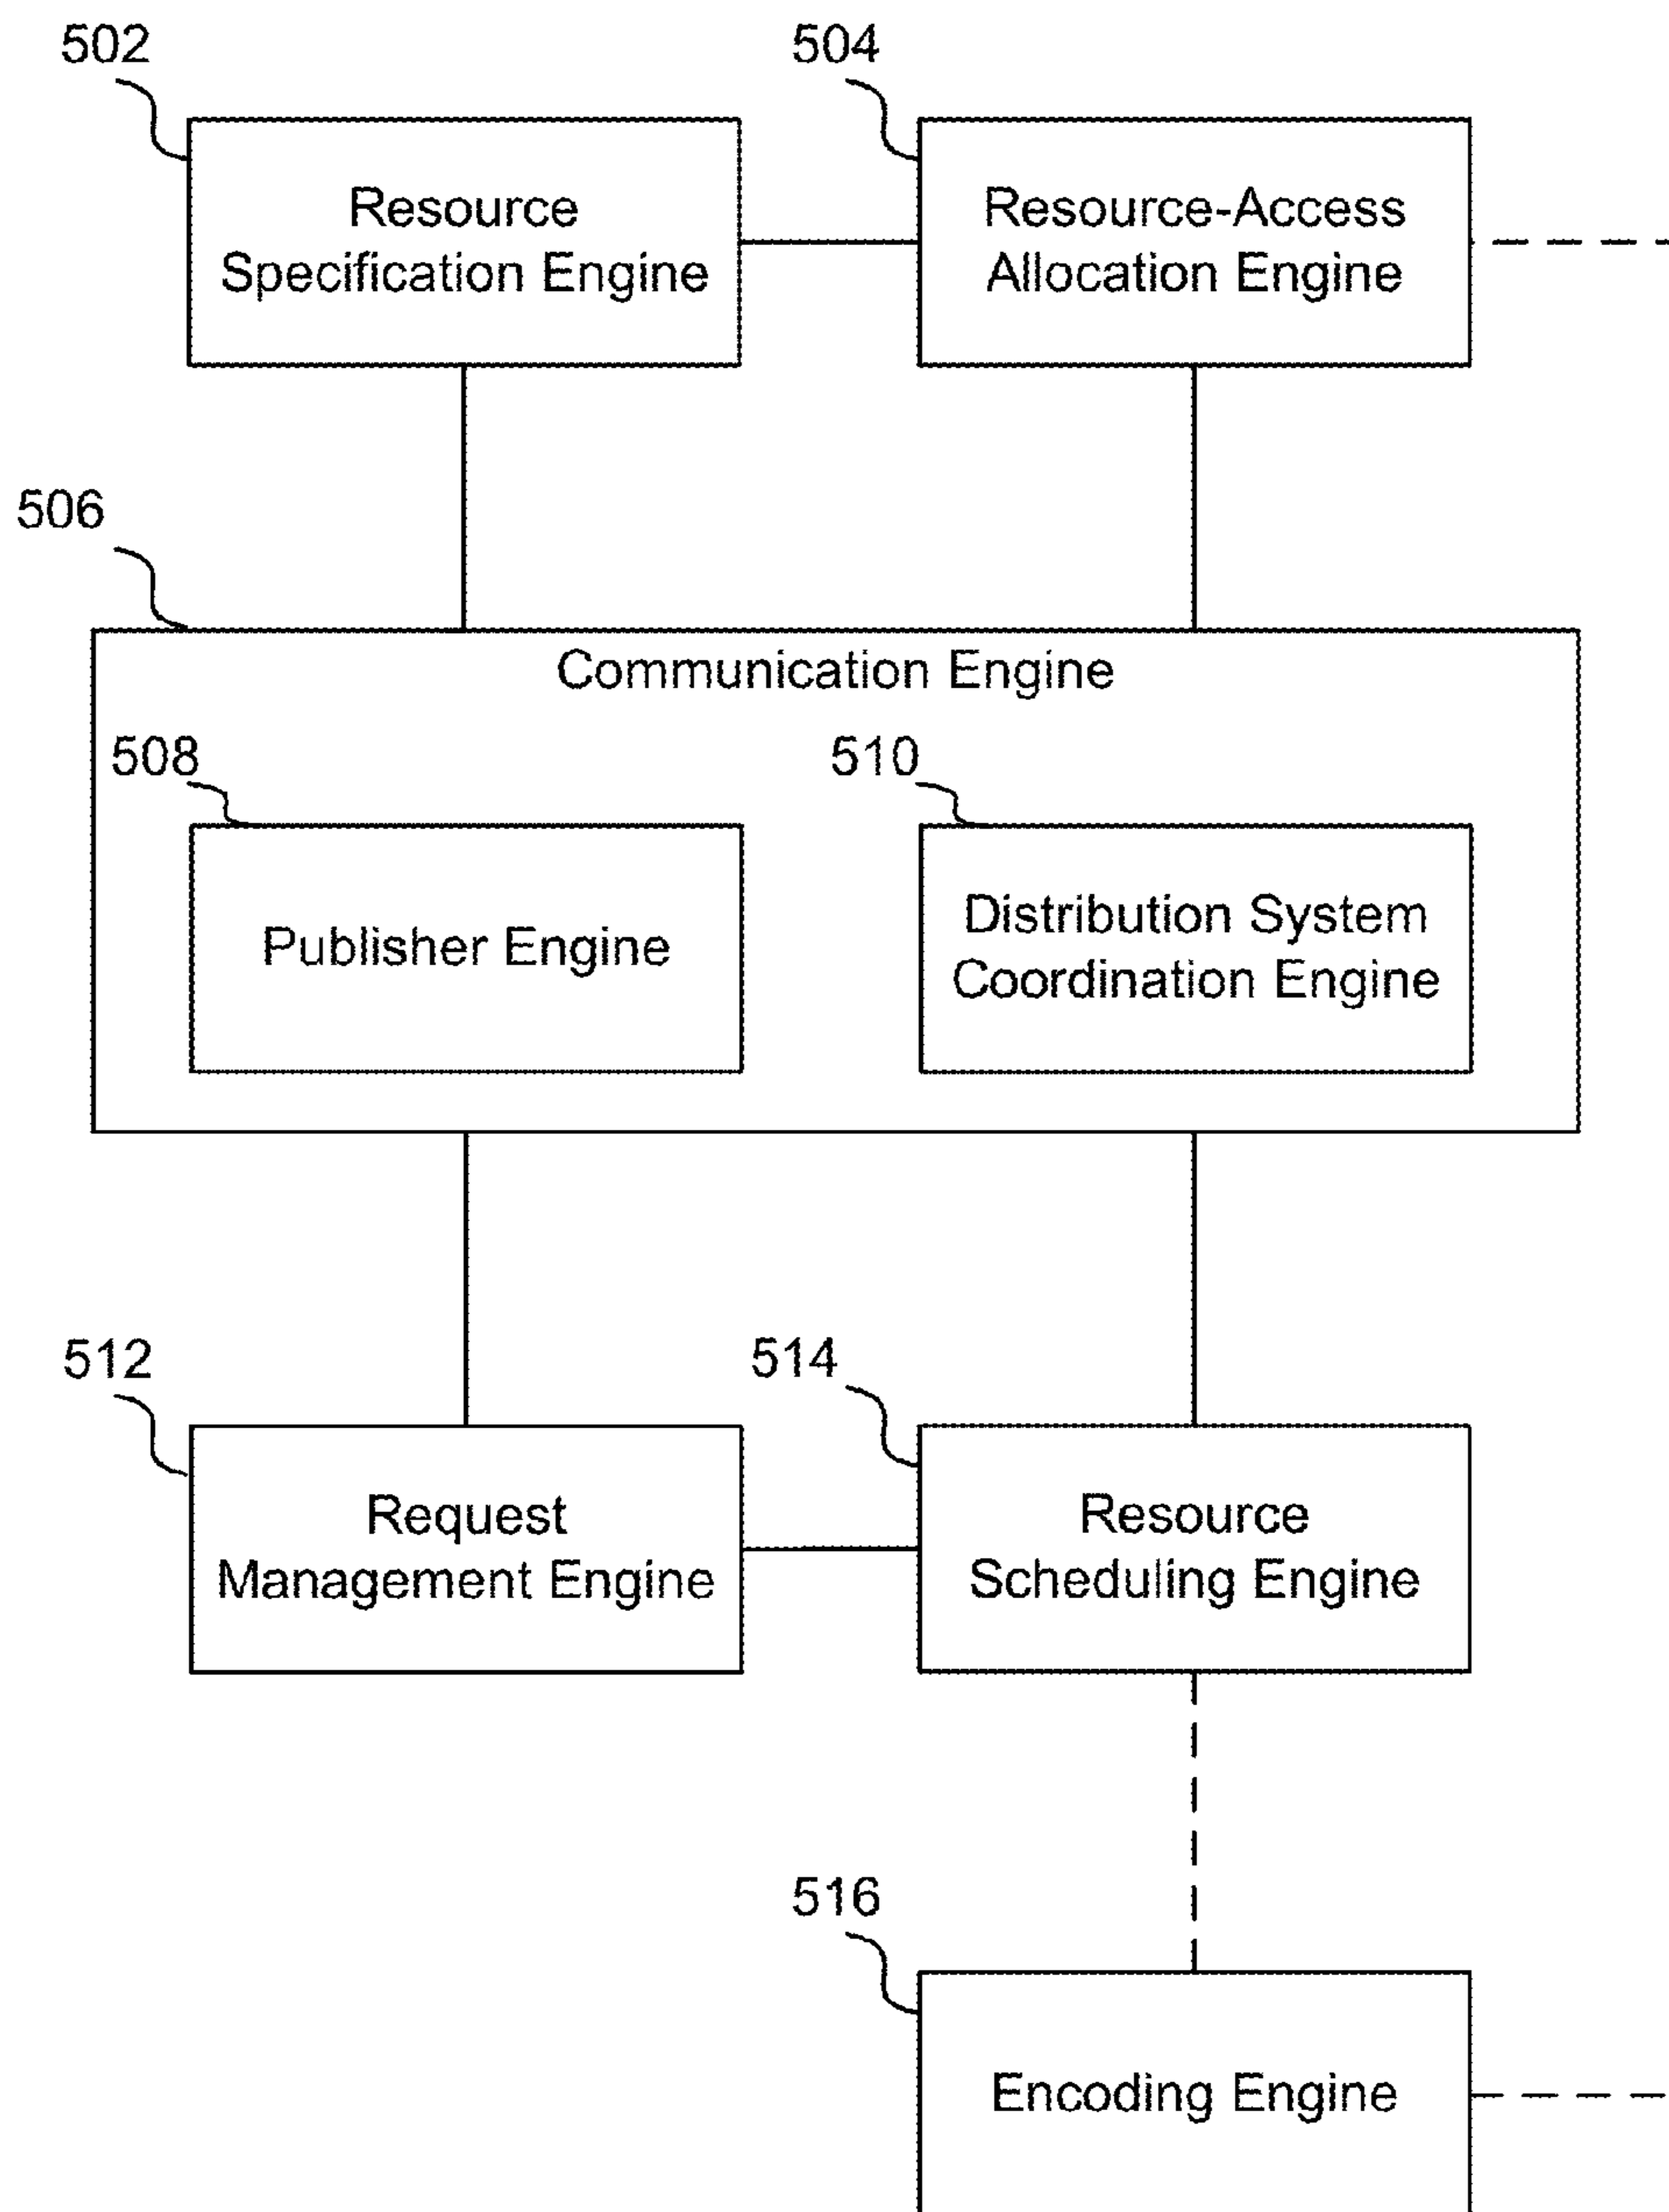 502
504
Resource
Specification Engine
Resource-Access
Allocation Engine
506
Communication Engine
508
510
Publisher Engine
Distribution System
Coordination Engine
512
514
Request
Management Engine
Resource
Scheduling Engine
516
Encoding Engine